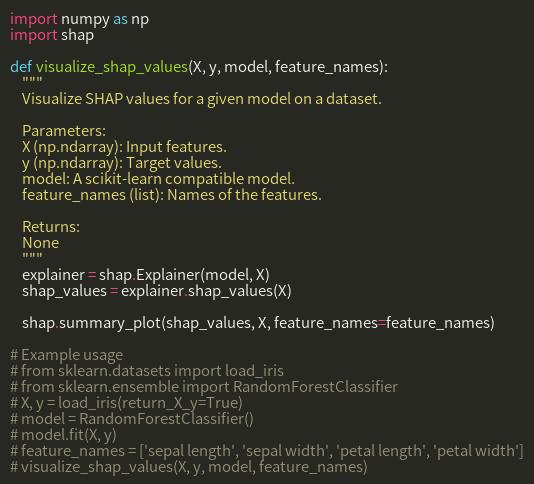 import numpy as np
import shap

def visualize_shap_values(X, y, model, feature_names):
    """
    Visualize SHAP values for a given model on a dataset.

    Parameters:
    X (np.ndarray): Input features.
    y (np.ndarray): Target values.
    model: A scikit-learn compatible model.
    feature_names (list): Names of the features.

    Returns:
    None
    """
    explainer = shap.Explainer(model, X)
    shap_values = explainer.shap_values(X)

    shap.summary_plot(shap_values, X, feature_names=feature_names)

# Example usage
# from sklearn.datasets import load_iris
# from sklearn.ensemble import RandomForestClassifier
# X, y = load_iris(return_X_y=True)
# model = RandomForestClassifier()
# model.fit(X, y)
# feature_names = ['sepal length', 'sepal width', 'petal length', 'petal width']
# visualize_shap_values(X, y, model, feature_names)